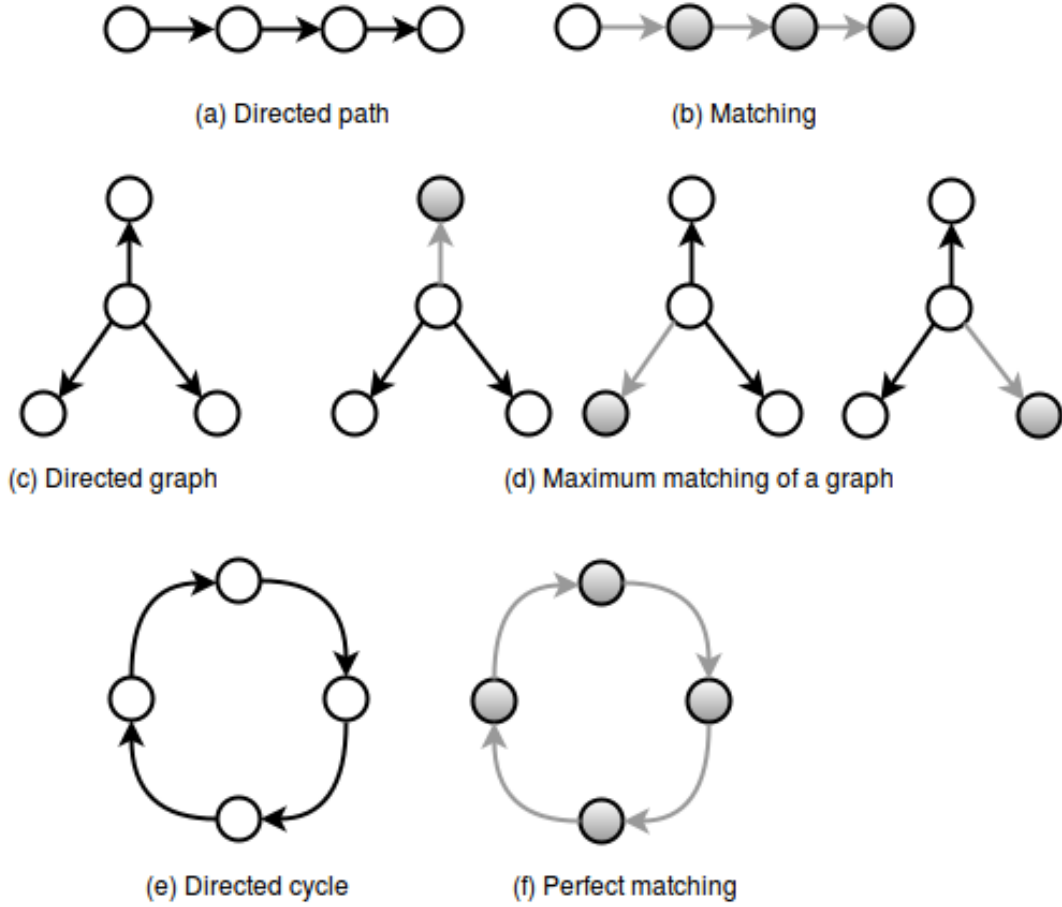 (a) Directed path
(b) Matching
(c) Directed graph
(d) Maximum matching of a graph
(e) Directed cycle
(f) Perfect matching